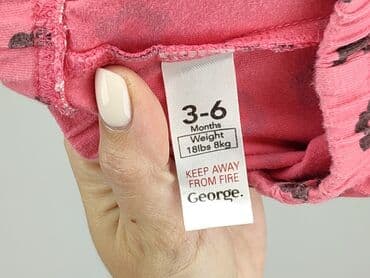 3-6
Months
Weight
18lbs 8kg
KEEP AWAY
FROM FIRE
George.